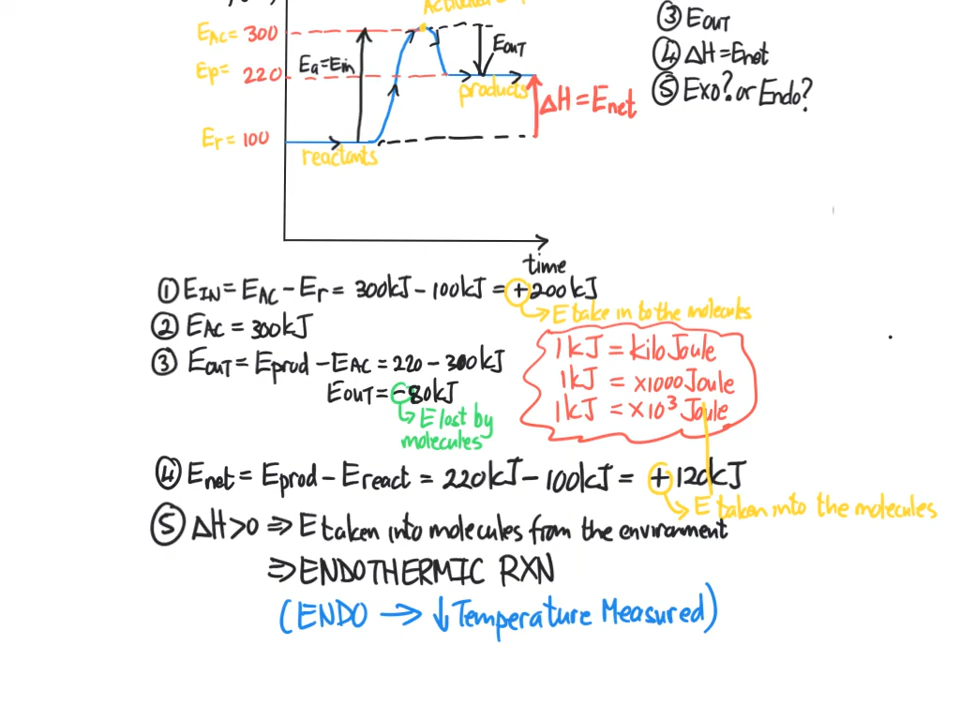 EAC = 300
Ep = 220
Er = 100
Ea = Ein
reactants
EOUT
products
ΔH = Enet
time
③ EOUT
④ ΔH = Enet
⑤ Exo? or Endo?
① EIN = EAC - Er = 300kJ - 100kJ = +200kJ
↳ E take in to the molecules
② EAC = 300kJ
③ EOUT = Eprod - EAC = 220 - 300kJ
EOUT = -80kJ
↳ E lost by
molecules
1 kJ = kilo Joule
1kJ = x1000 Joule
1kJ = x10³ Joule
④ Enet = Eprod - Ereact = 220kJ - 100kJ = +120kJ
↳ E taken into the molecules
⑤ ΔH>0 ⇒ E taken into molecules from the environment
⇒ ENDOTHERMIC RXN
(ENDO → ↓ Temperature Measured)